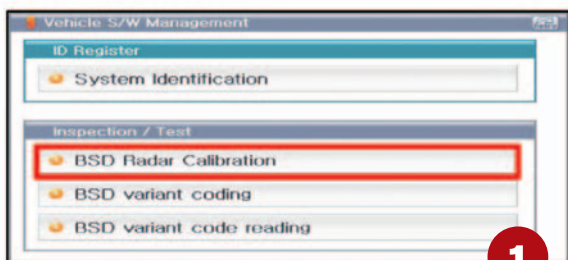 Vehicle S/W Management
ID Register
System Identification
Inspection / Test
BSD Radar Calibration
BSD variant coding
BSD variant code reading
1